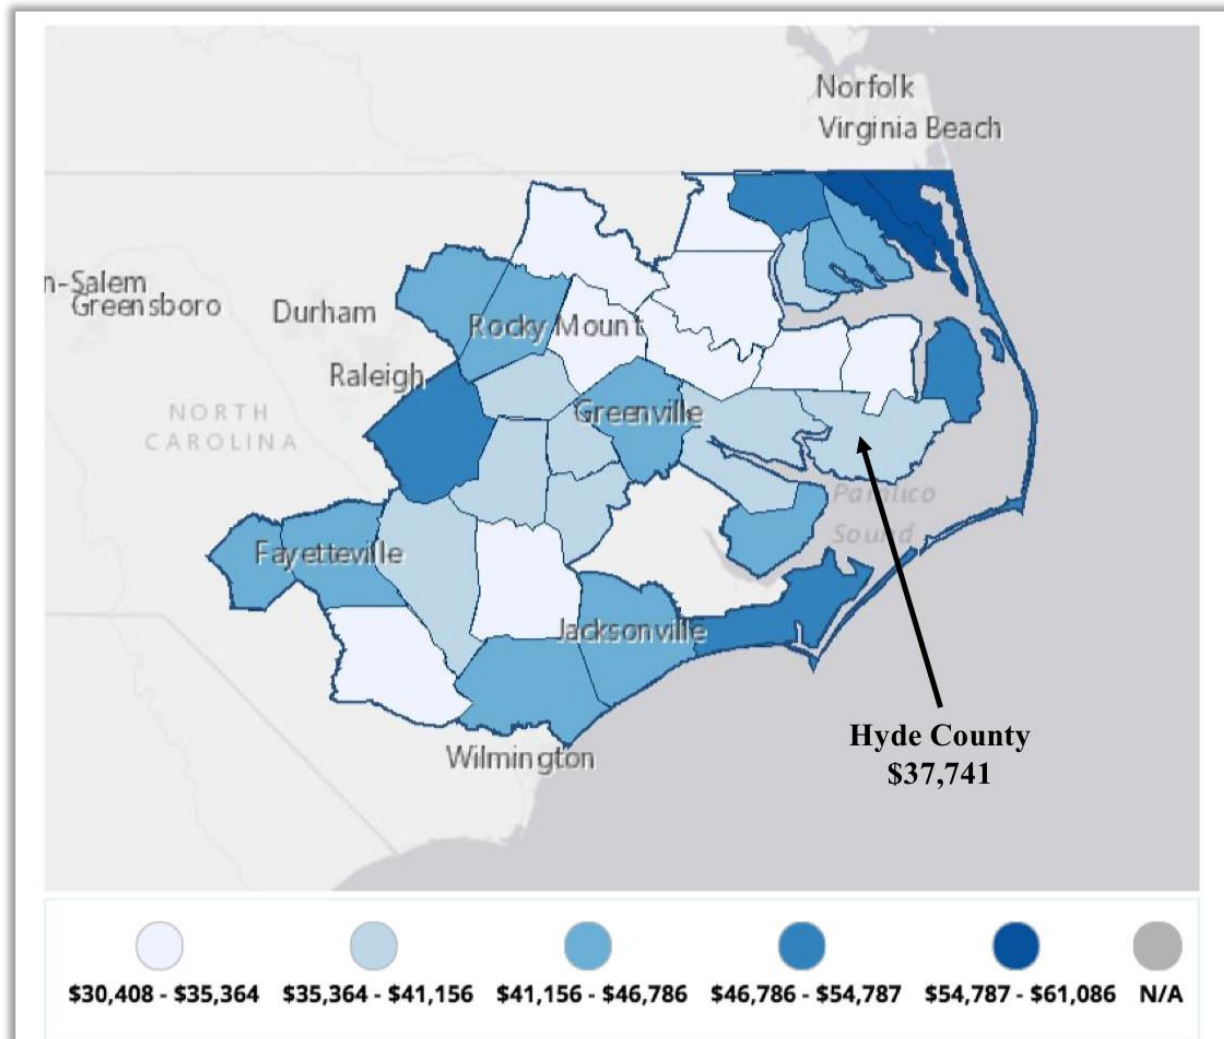 Norfolk
Virginia Beach
n-Salem
Greensboro
Durham
Rocky Mount
Raleigh
NORTH
CAROLINA
Greenville
Pamlico
Sound
Fayetteville
Jacksonville
Hyde County
$37,741
Wilmington
$30,408 - $35,364
$35,364 - $41,156
$41,156 - $46,786
$46,786 - $54,787
$54,787 - $61,086
N/A